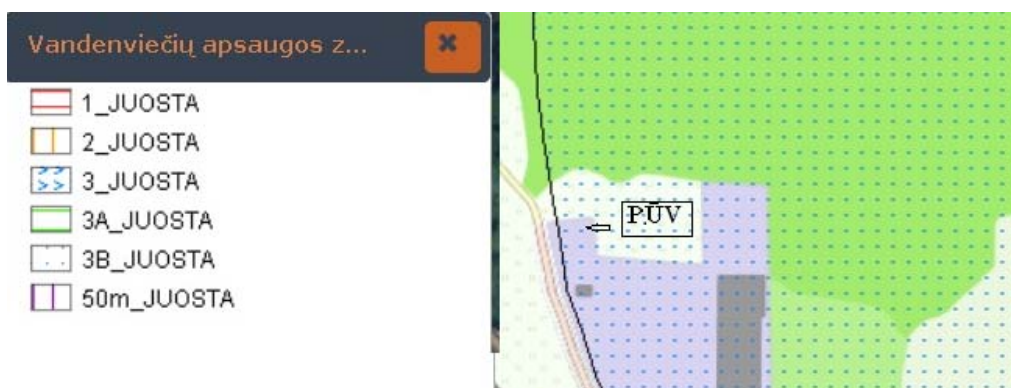 Vandenviečių apsaugos z...
1_JUOSTA
2_JUOSTA
3_JUOSTA
3A_JUOSTA
3B_JUOSTA
50m_JUOSTA
PŪV